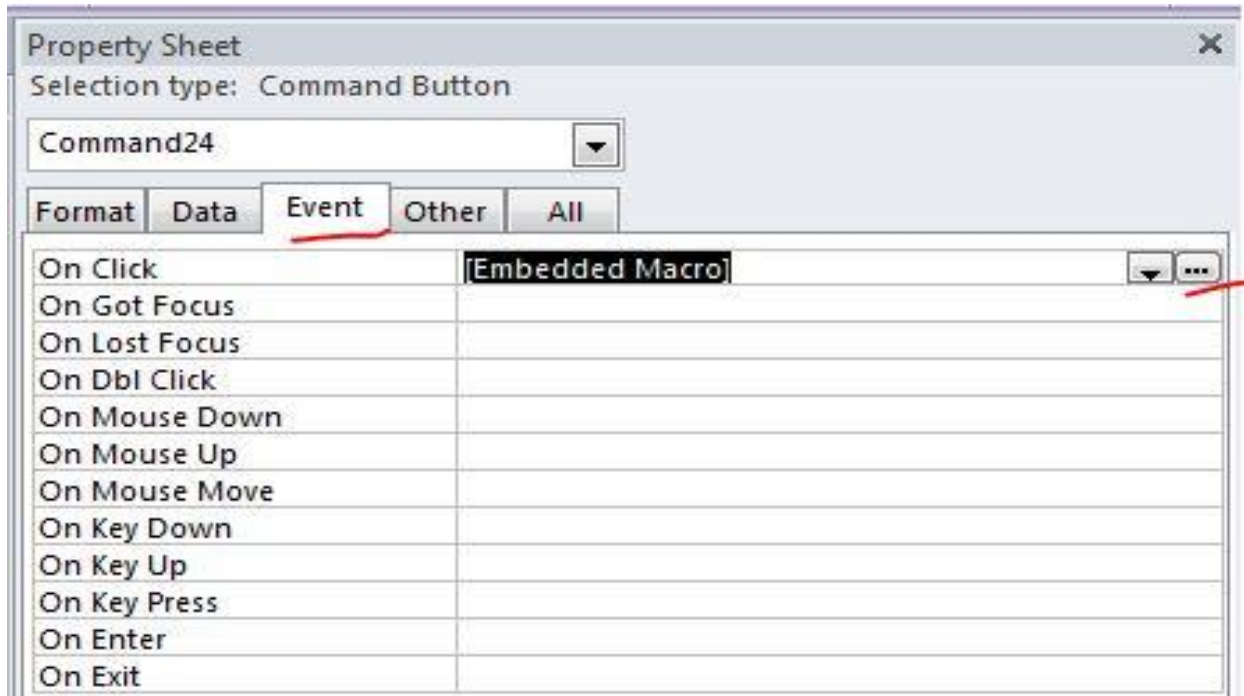 Property Sheet
Selection type: Command Button
Command24
Format Data Event Other All
On Click [Embedded Macro] ...
On Got Focus
On Lost Focus
On Dbl Click
On Mouse Down
On Mouse Up
On Mouse Move
On Key Down
On Key Up
On Key Press
On Enter
On Exit